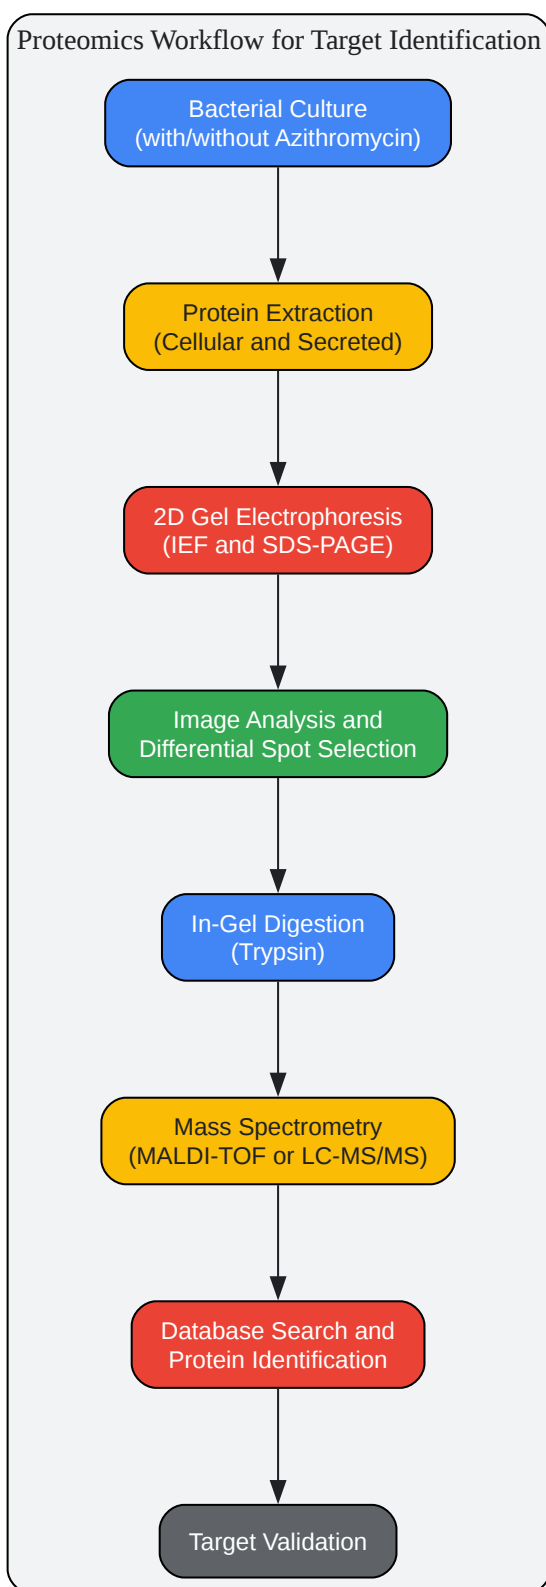 Proteomics Workflow for Target Identification
Bacterial Culture
(with/without Azithromycin)
Protein Extraction
(Cellular and Secreted)
2D Gel Electrophoresis
(IEF and SDS-PAGE)
Image Analysis and
Differential Spot Selection
In-Gel Digestion
(Trypsin)
Mass Spectrometry
(MALDI-TOF or LC-MS/MS)
Database Search and
Protein Identification
Target Validation